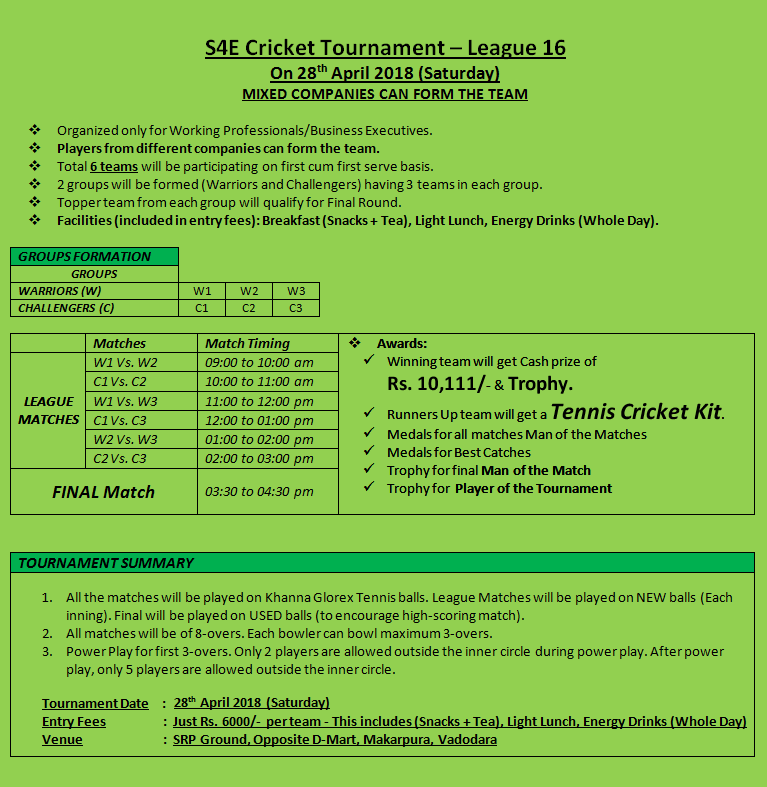 S4E Cricket Tournament – League 16
On 28th April 2018 (Saturday)
MIXED COMPANIES CAN FORM THE TEAM
❖ Organized only for Working Professionals/Business Executives.
❖ Players from different companies can form the team.
❖ Total 6 teams will be participating on first cum first serve basis.
❖ 2 groups will be formed (Warriors and Challengers) having 3 teams in each group.
❖ Topper team from each group will qualify for Final Round.
❖ Facilities (included in entry fees): Breakfast (Snacks + Tea), Light Lunch, Energy Drinks (Whole Day).
GROUPS FORMATION
GROUPS
WARRIORS (W) W1 W2 W3
CHALLENGERS (C) C1 C2 C3
Matches Match Timing
LEAGUE MATCHES
W1 Vs. W2 09:00 to 10:00 am
C1 Vs. C2 10:00 to 11:00 am
W1 Vs. W3 11:00 to 12:00 pm
C1 Vs. C3 12:00 to 01:00 pm
W2 Vs. W3 01:00 to 02:00 pm
C2 Vs. C3 02:00 to 03:00 pm
FINAL Match 03:30 to 04:30 pm
❖ Awards:
✓ Winning team will get Cash prize of
Rs. 10,111/- & Trophy.
✓ Runners Up team will get a Tennis Cricket Kit.
✓ Medals for all matches Man of the Matches
✓ Medals for Best Catches
✓ Trophy for final Man of the Match
✓ Trophy for Player of the Tournament
TOURNAMENT SUMMARY
1. All the matches will be played on Khanna Glorex Tennis balls. League Matches will be played on NEW balls (Each
inning). Final will be played on USED balls (to encourage high-scoring match).
2. All matches will be of 8-overs. Each bowler can bowl maximum 3-overs.
3. Power Play for first 3-overs. Only 2 players are allowed outside the inner circle during power play. After power
play, only 5 players are allowed outside the inner circle.
Tournament Date : 28th April 2018 (Saturday)
Entry Fees : Just Rs. 6000/- per team - This includes (Snacks + Tea), Light Lunch, Energy Drinks (Whole Day)
Venue : SRP Ground, Opposite D-Mart, Makarpura, Vadodara